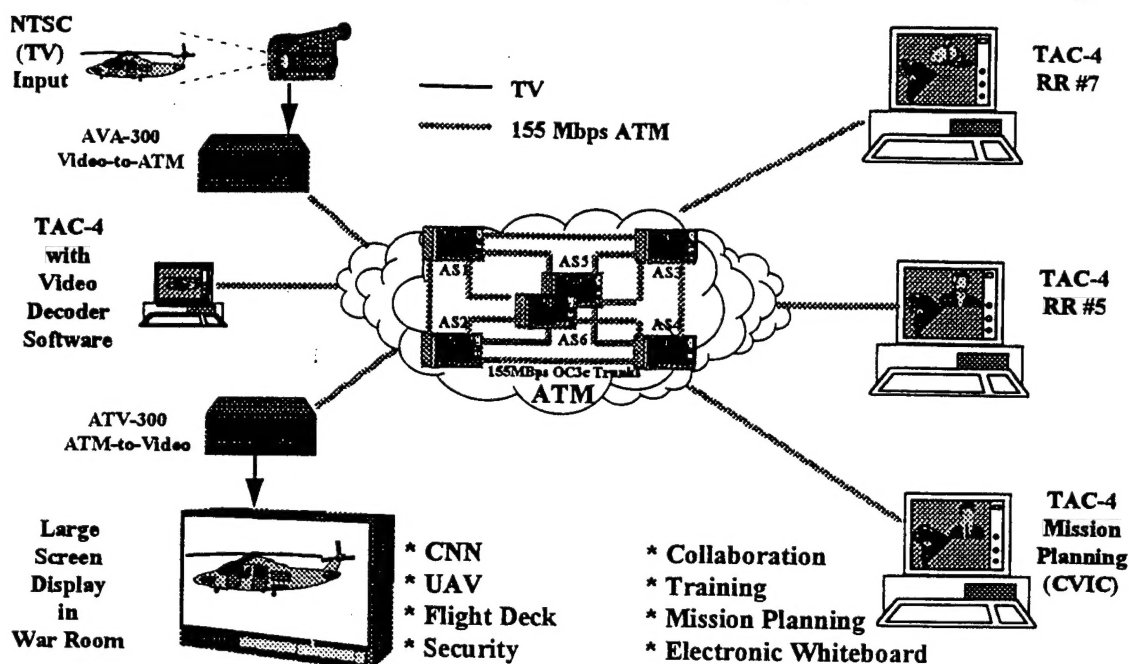 NTSC
(TV)
Input
TV
155 Mbps ATM
AVA-300
Video-to-ATM
TAC-4
with
Video
Decoder
Software
ATV-300
ATM-to-Video
Large
Screen
Display
in
War Room
AS1
AS5
AS3
AS2
AS6
AS4
155MBps OC3c Trunks
ATM
TAC-4
RR #7
TAC-4
RR #5
TAC-4
Mission
Planning
(CVIC)
* CNN
* UAV
* Flight Deck
* Security
* Collaboration
* Training
* Mission Planning
* Electronic Whiteboard